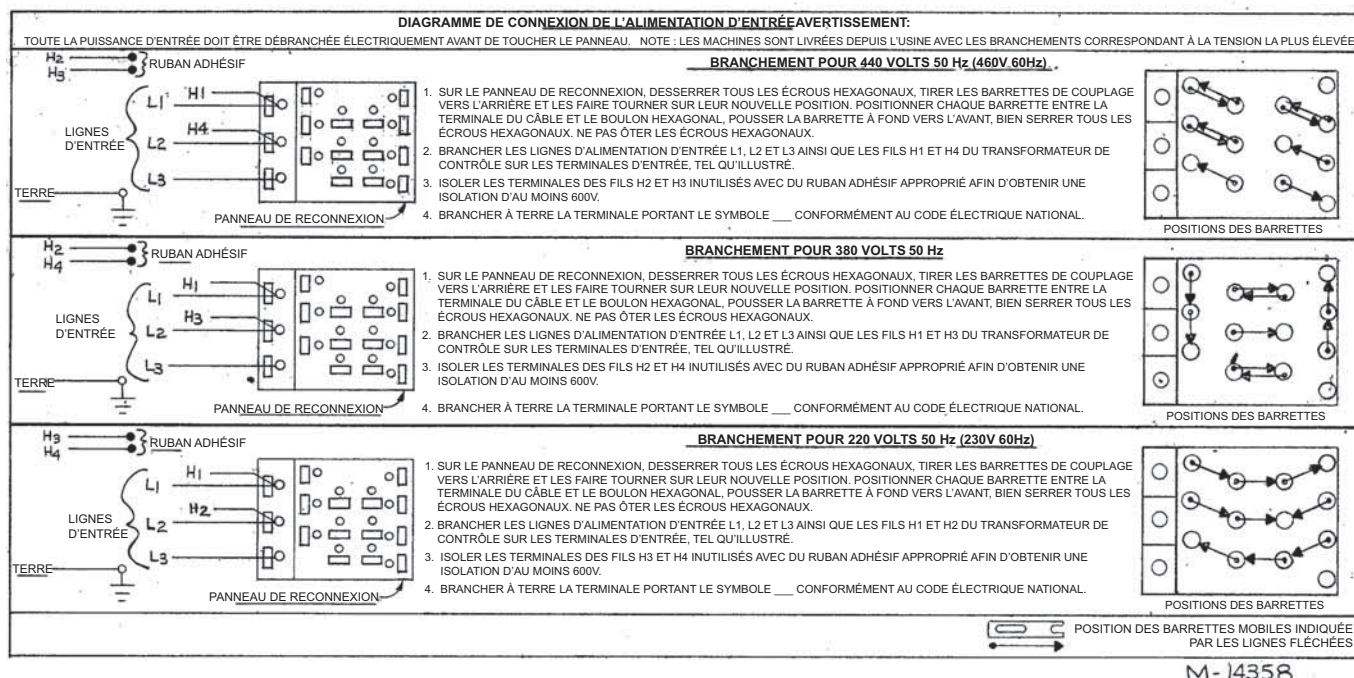 DIAGRAMME DE CONNEXION DE L'ALIMENTATION D'ENTRÉEAVERTISSEMENT:
TOUTE LA PUISSANCE D'ENTRÉE DOIT ÊTRE DÉBRANCHÉE ÉLECTRIQUEMENT AVANT DE TOUCHER LE PANNEAU. NOTE : LES MACHINES SONT LIVRÉES DEPUIS L'USINE AVEC LES BRANCHEMENTS CORRESPONDANT À LA TENSION LA PLUS ÉLEVÉE
H2
H3
RUBAN ADHÉSIF
L1
H1
H4
L2
L3
LIGNES
D'ENTRÉE
TERRE
PANNEAU DE RECONNEXION
BRANCHEMENT POUR 440 VOLTS 50 Hz (460V 60Hz)
1. SUR LE PANNEAU DE RECONNEXION, DESSERRER TOUS LES ÉCROUS HEXAGONAUX, TIRER LES BARRETTES DE COUPLAGE
VERS L'ARRIÈRE ET LES FAIRE TOURNER SUR LEUR NOUVELLE POSITION. POSITIONNER CHAQUE BARRETTE ENTRE LA
TERMINALE DU CÂBLE ET LE BOULON HEXAGONAL, POUSSER LA BARRETTE À FOND VERS L'AVANT, BIEN SERRER TOUS LES
ÉCROUS HEXAGONAUX. NE PAS ÔTER LES ÉCROUS HEXAGONAUX.
2. BRANCHER LES LIGNES D'ALIMENTATION D'ENTRÉE L1, L2 ET L3 AINSI QUE LES FILS H1 ET H4 DU TRANSFORMATEUR DE
CONTRÔLE SUR LES TERMINALES D'ENTRÉE, TEL QU'ILLUSTRÉ.
3. ISOLER LES TERMINALES DES FILS H2 ET H3 INUTILISÉS AVEC DU RUBAN ADHÉSIF APPROPRIÉ AFIN D'OBTENIR UNE
ISOLATION D'AU MOINS 600V.
4. BRANCHER À TERRE LA TERMINALE PORTANT LE SYMBOLE ___ CONFORMÉMENT AU CODE ÉLECTRIQUE NATIONAL.
POSITIONS DES BARRETTES
H2
H4
RUBAN ADHÉSIF
L1
H1
H3
L2
L3
LIGNES
D'ENTRÉE
TERRE
PANNEAU DE RECONNEXION
BRANCHEMENT POUR 380 VOLTS 50 Hz
1. SUR LE PANNEAU DE RECONNEXION, DESSERRER TOUS LES ÉCROUS HEXAGONAUX, TIRER LES BARRETTES DE COUPLAGE
VERS L'ARRIÈRE ET LES FAIRE TOURNER SUR LEUR NOUVELLE POSITION. POSITIONNER CHAQUE BARRETTE ENTRE LA
TERMINALE DU CÂBLE ET LE BOULON HEXAGONAL, POUSSER LA BARRETTE À FOND VERS L'AVANT, BIEN SERRER TOUS LES
ÉCROUS HEXAGONAUX. NE PAS ÔTER LES ÉCROUS HEXAGONAUX.
2. BRANCHER LES LIGNES D'ALIMENTATION D'ENTRÉE L1, L2 ET L3 AINSI QUE LES FILS H1 ET H3 DU TRANSFORMATEUR DE
CONTRÔLE SUR LES TERMINALES D'ENTRÉE, TEL QU'ILLUSTRÉ.
3. ISOLER LES TERMINALES DES FILS H2 ET H4 INUTILISÉS AVEC DU RUBAN ADHÉSIF APPROPRIÉ AFIN D'OBTENIR UNE
ISOLATION D'AU MOINS 600V.
4. BRANCHER À TERRE LA TERMINALE PORTANT LE SYMBOLE ___ CONFORMÉMENT AU CODE ÉLECTRIQUE NATIONAL.
POSITIONS DES BARRETTES
H3
H4
RUBAN ADHÉSIF
L1
H1
H2
L2
L3
LIGNES
D'ENTRÉE
TERRE
PANNEAU DE RECONNEXION
BRANCHEMENT POUR 220 VOLTS 50 Hz (230V 60Hz)
1. SUR LE PANNEAU DE RECONNEXION, DESSERRER TOUS LES ÉCROUS HEXAGONAUX, TIRER LES BARRETTES DE COUPLAGE
VERS L'ARRIÈRE ET LES FAIRE TOURNER SUR LEUR NOUVELLE POSITION. POSITIONNER CHAQUE BARRETTE ENTRE LA
TERMINALE DU CÂBLE ET LE BOULON HEXAGONAL, POUSSER LA BARRETTE À FOND VERS L'AVANT, BIEN SERRER TOUS LES
ÉCROUS HEXAGONAUX. NE PAS ÔTER LES ÉCROUS HEXAGONAUX.
2. BRANCHER LES LIGNES D'ALIMENTATION D'ENTRÉE L1, L2 ET L3 AINSI QUE LES FILS H1 ET H2 DU TRANSFORMATEUR DE
CONTRÔLE SUR LES TERMINALES D'ENTRÉE, TEL QU'ILLUSTRÉ.
3. ISOLER LES TERMINALES DES FILS H3 ET H4 INUTILISÉS AVEC DU RUBAN ADHÉSIF APPROPRIÉ AFIN D'OBTENIR UNE
ISOLATION D'AU MOINS 600V.
4. BRANCHER À TERRE LA TERMINALE PORTANT LE SYMBOLE ___ CONFORMÉMENT AU CODE ÉLECTRIQUE NATIONAL.
POSITIONS DES BARRETTES
POSITION DES BARRETTES MOBILES INDIQUÉE
PAR LES LIGNES FLÉCHÉES
M-14358